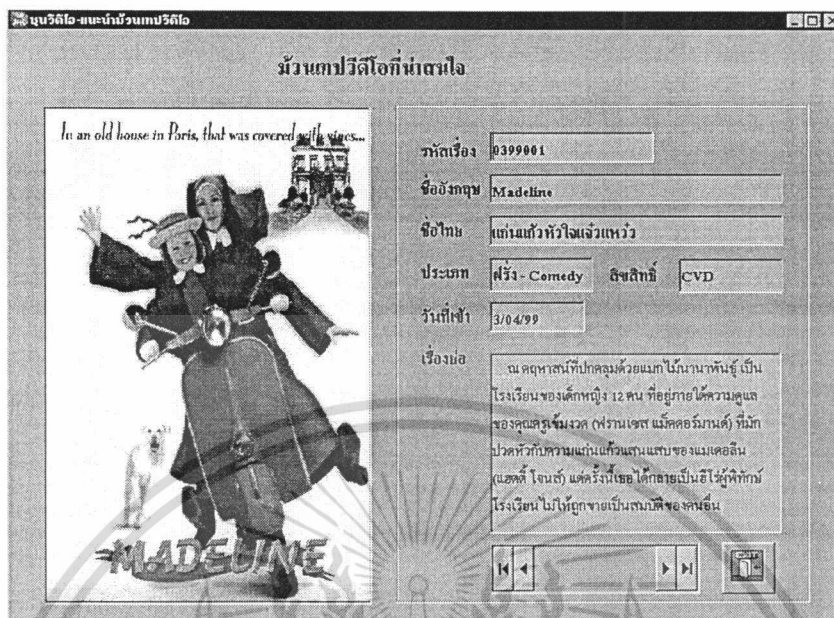 มุมวิดีโอ-แนะนำม้วนเทปวีดีโอ
ม้วนเทปวีดีโอที่น่าสนใจ
In an old house in Paris, that was covered with vines...
MADELINE
รหัสเรื่อง 0399001
ชื่ออังกฤษ Madeline
ชื่อไทย แก่นแก้วหัวใจแจ๋วแหว๋ว
ประเภท ฝรั่ง - Comedy ลิขสิทธิ์ CVD
วันที่เข้า 3/04/99
เรื่องย่อ
ณ คฤหาสน์ที่ปกคลุมด้วยแมกไม้นานาพันธุ์ เป็น
โรงเรียนของเด็กหญิง 12 คน ที่อยู่ภายใต้ความดูแล
ของคุณครูเข้มงวด (ฟรานเซส แม็คดอร์มานด์) ที่มัก
ปวดหัวกับความแก่นแก้วแสนแสบของแมเดอลีน
(แฮตตี้ โจนส์) แต่ครั้งนี้เธอได้กลายเป็นฮีโร่ผู้พิทักษ์
โรงเรียนไม่ให้ถูกขายเป็นสมบัติของคนอื่น